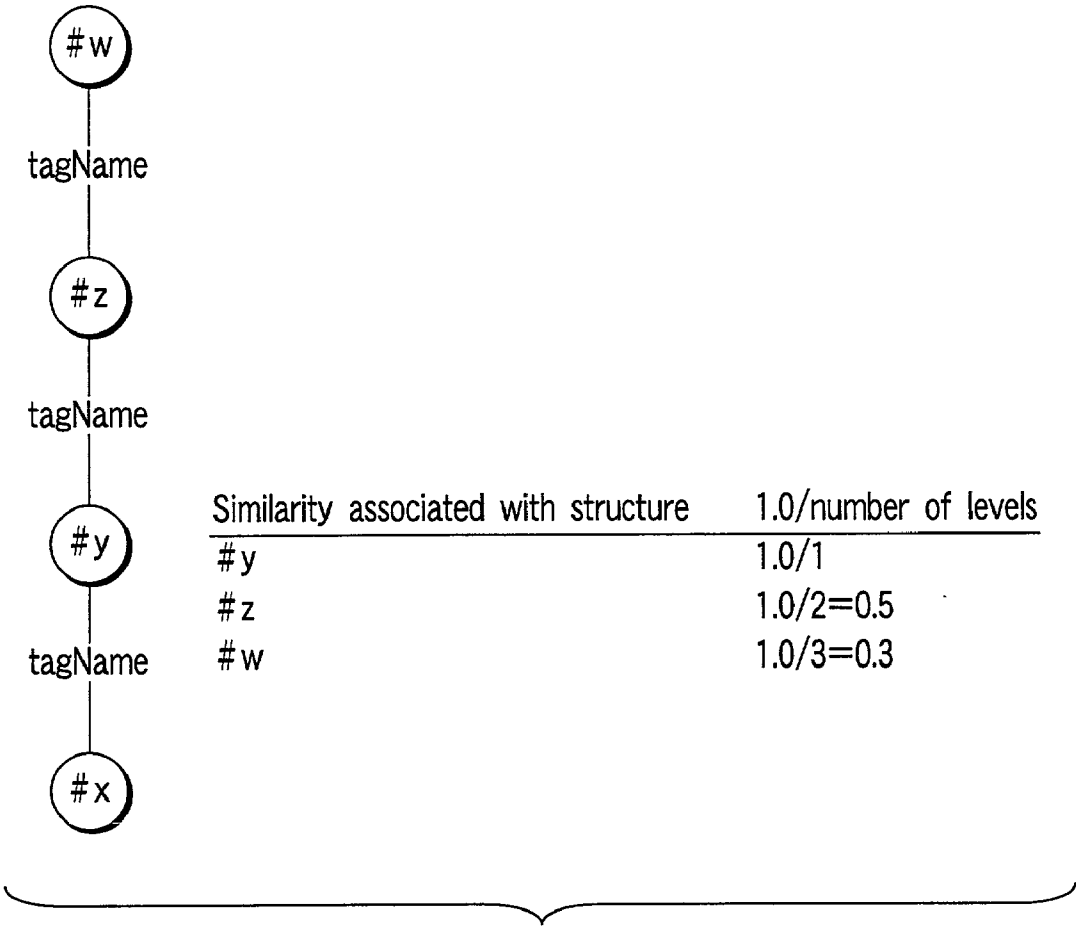 #w
tagName
#z
tagName
Similarity associated with structure 1.0/number of levels
#y #y 1.0/1
#z 1.0/2=0.5
tagName #w 1.0/3=0.3
#x